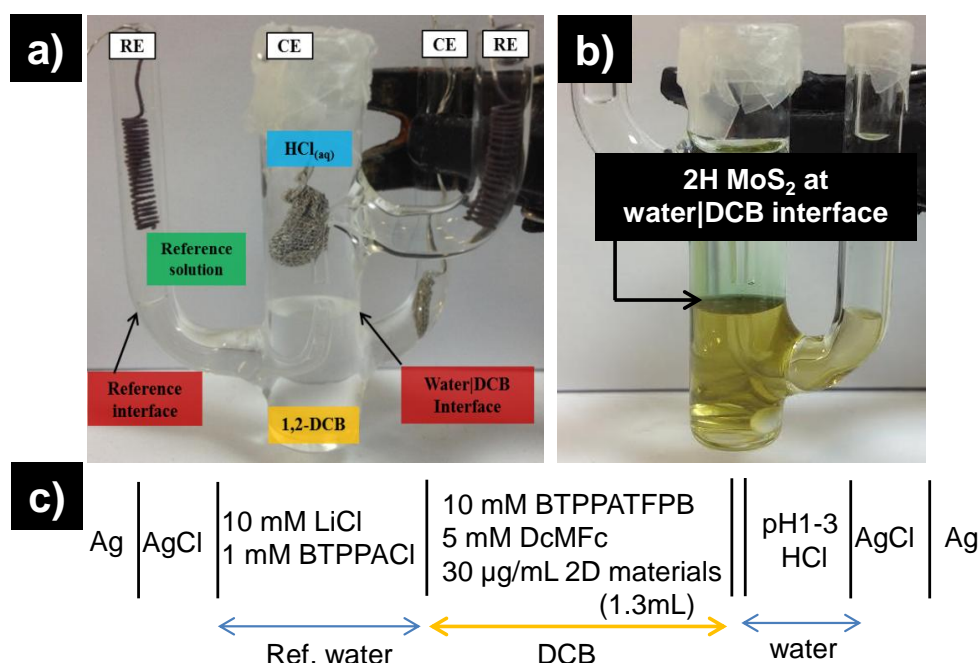 a)
RE
CE
CE
RE
HCl(aq)
Reference
solution
Reference
interface
Water|DCB
Interface
1,2-DCB
b)
2H MoS₂ at
water|DCB interface
c)
Ag
AgCl
10 mM LiCl
1 mM BTPPACl
10 mM BTPPATFPB
5 mM DcMFc
30 µg/mL 2D materials
(1.3mL)
pH1-3
HCl
AgCl
Ag
Ref. water
DCB
water